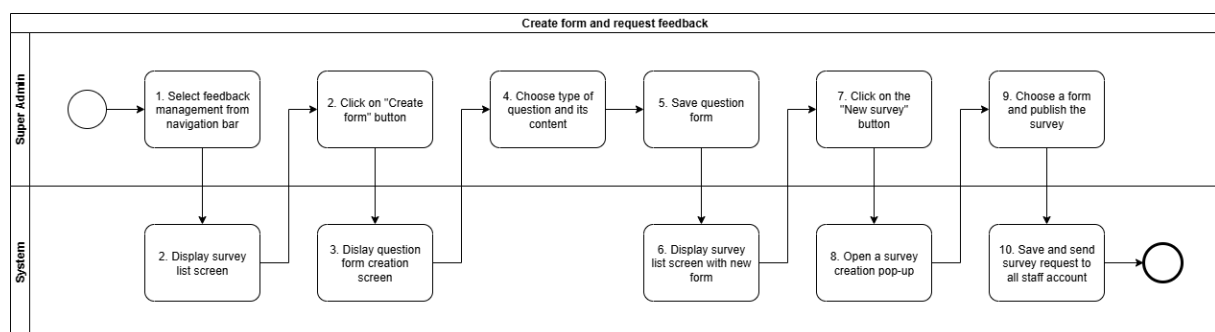 Create form and request feedback
Super Admin
1. Select feedback
management from
navigation bar
2. Click on "Create
form" button
4. Choose type of
question and its
content
5. Save question
form
7. Click on the
"New survey"
button
9. Choose a form
and publish the
survey
System
2. Display survey
list screen
3. Dislay question
form creation
screen
6. Display survey
list screen with new
form
8. Open a survey
creation pop-up
10. Save and send
survey request to
all staff account